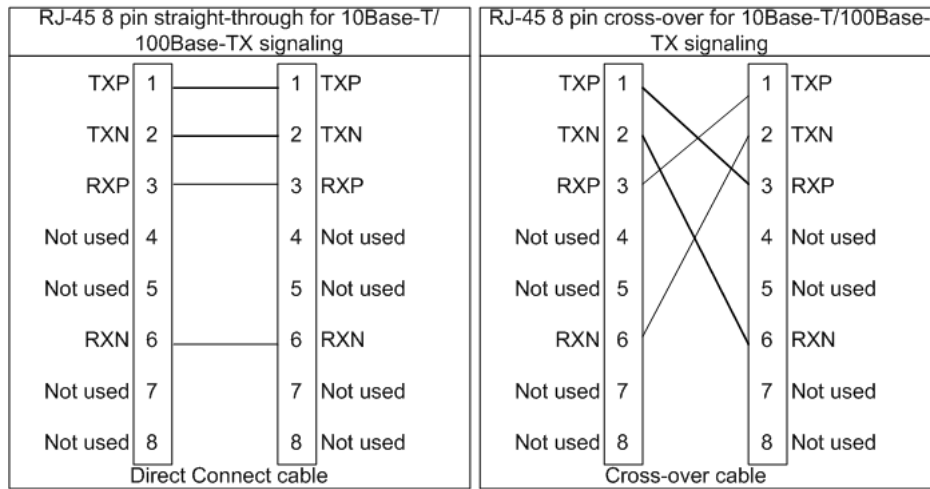 RJ-45 8 pin straight-through for 10Base-T/
100Base-TX signaling
TXP 1 1 TXP
TXN 2 2 TXN
RXP 3 3 RXP
Not used 4 4 Not used
Not used 5 5 Not used
RXN 6 6 RXN
Not used 7 7 Not used
Not used 8 8 Not used
Direct Connect cable
RJ-45 8 pin cross-over for 10Base-T/100Base-
TX signaling
TXP 1 1 TXP
TXN 2 2 TXN
RXP 3 3 RXP
Not used 4 4 Not used
Not used 5 5 Not used
RXN 6 6 RXN
Not used 7 7 Not used
Not used 8 8 Not used
Cross-over cable